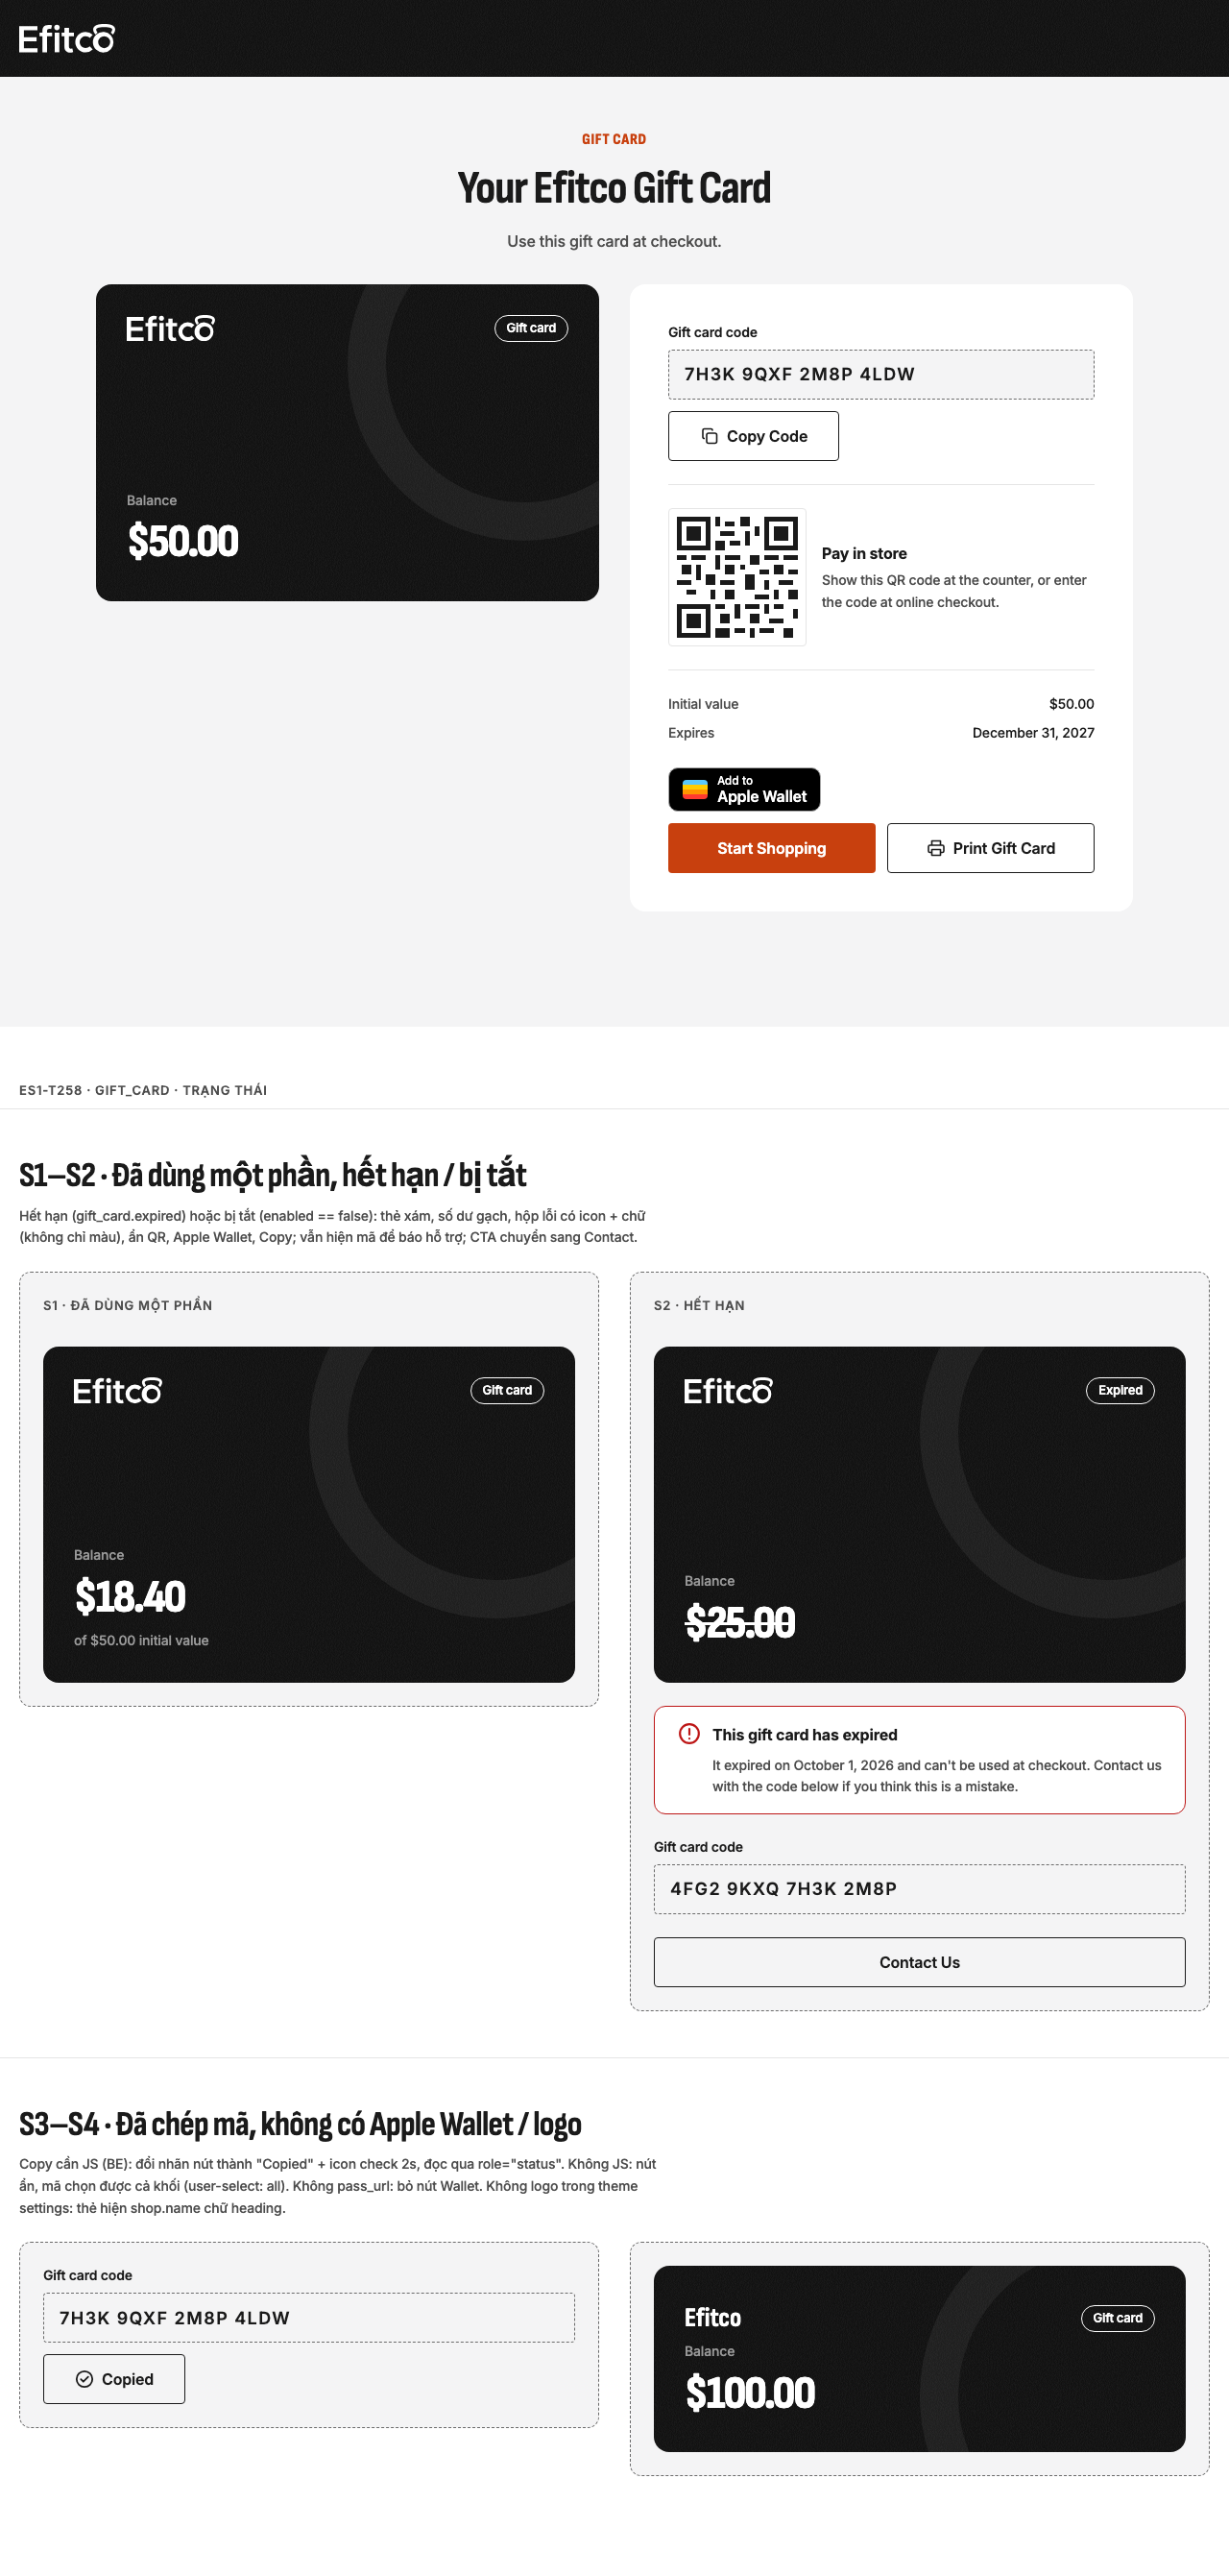 Efitco
GIFT CARD
Your Efitco Gift Card
Use this gift card at checkout.
Efitco
Gift card
Balance
$50.00
Gift card code
7H3K 9QXF 2M8P 4LDW
Copy Code
Pay in store
Show this QR code at the counter, or enter
the code at online checkout.
Initial value $50.00
Expires December 31, 2027
Add to
Apple Wallet
Start Shopping
Print Gift Card
ES1-T258 · GIFT_CARD · TRẠNG THÁI
S1–S2 · Đã dùng một phần, hết hạn / bị tắt
Hết hạn (gift_card.expired) hoặc bị tắt (enabled == false): thẻ xám, số dư gạch, hộp lỗi có icon + chữ
(không chỉ màu), ẩn QR, Apple Wallet, Copy; vẫn hiện mã để báo hỗ trợ; CTA chuyển sang Contact.
S1 · ĐÃ DÙNG MỘT PHẦN
Efitco
Gift card
Balance
$18.40
of $50.00 initial value
S2 · HẾT HẠN
Efitco
Expired
Balance
$25.00
This gift card has expired
It expired on October 1, 2026 and can't be used at checkout. Contact us
with the code below if you think this is a mistake.
Gift card code
4FG2 9KXQ 7H3K 2M8P
Contact Us
S3–S4 · Đã chép mã, không có Apple Wallet / logo
Copy cần JS (BE): đổi nhãn nút thành "Copied" + icon check 2s, đọc qua role="status". Không JS: nút
ẩn, mã chọn được cả khối (user-select: all). Không pass_url: bỏ nút Wallet. Không logo trong theme
settings: thẻ hiện shop.name chữ heading.
Gift card code
7H3K 9QXF 2M8P 4LDW
Copied
Efitco
Gift card
Balance
$100.00